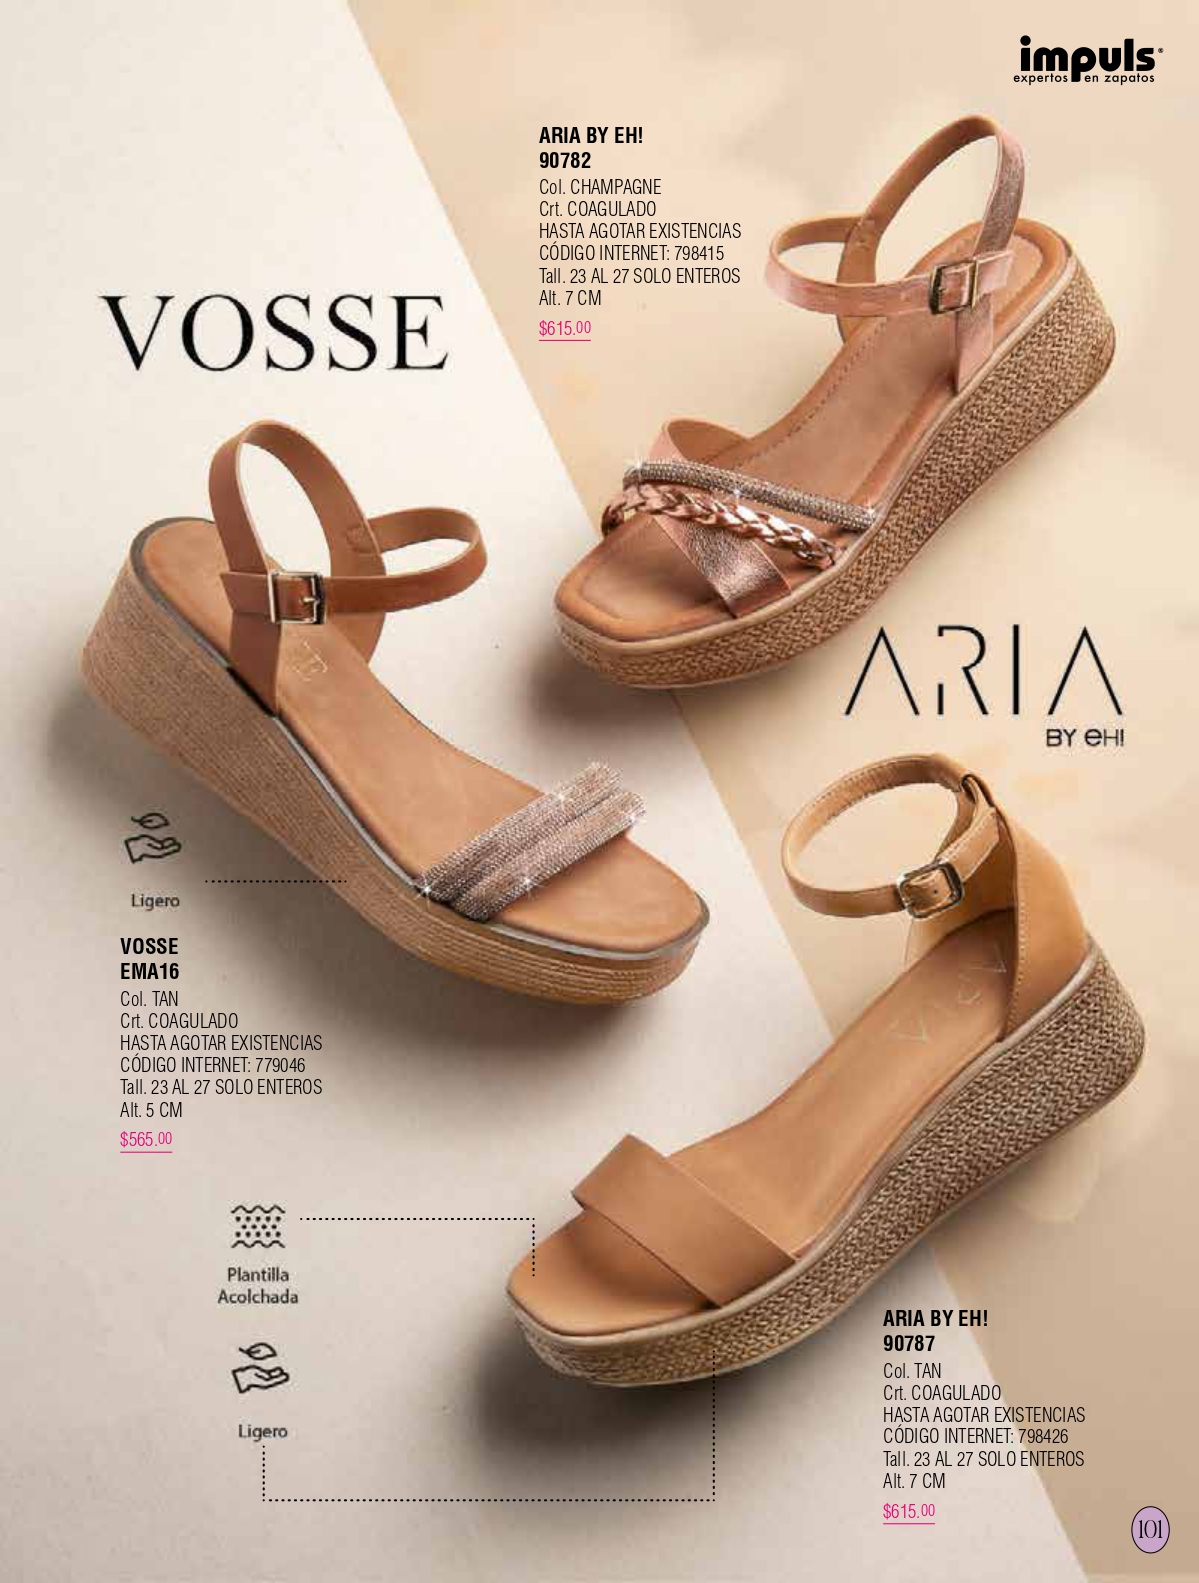 impuls®
expertos en zapatos
ARIA BY EH!
90782
Col. CHAMPAGNE
Crt. COAGULADO
HASTA AGOTAR EXISTENCIAS
CÓDIGO INTERNET: 798415
Tall. 23 AL 27 SOLO ENTEROS
Alt. 7 CM
$615.00
VOSSE
ARIA
BY eH!
Ligero
VOSSE
EMA16
Col. TAN
Crt. COAGULADO
HASTA AGOTAR EXISTENCIAS
CÓDIGO INTERNET: 779046
Tall. 23 AL 27 SOLO ENTEROS
Alt. 5 CM
$565.00
Plantilla
Acolchada
Ligero
ARIA BY EH!
90787
Col. TAN
Crt. COAGULADO
HASTA AGOTAR EXISTENCIAS
CÓDIGO INTERNET: 798426
Tall. 23 AL 27 SOLO ENTEROS
Alt. 7 CM
$615.00
101